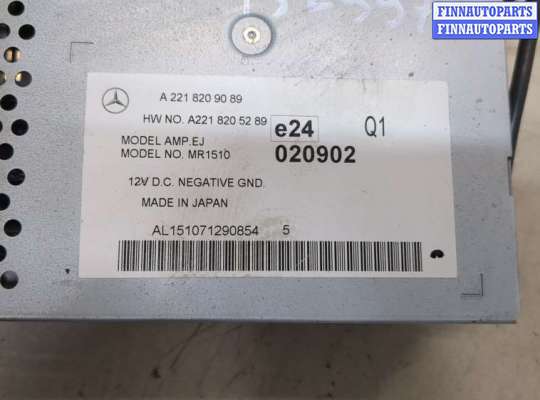 FINNAUTOPARTS
FINNAUTOPARTS
A 221 820 90 89
HW NO. A221 820 52 89
e24
Q1
MODEL AMP.EJ
MODEL NO. MR1510
020902
12V D.C. NEGATIVE GND.
MADE IN JAPAN
AL151071290854 5